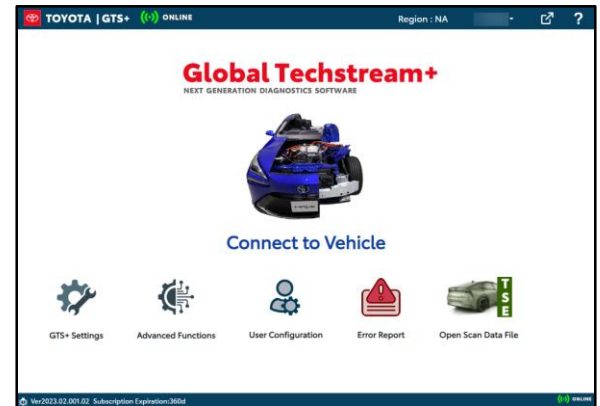 TOYOTA | GTS+ ONLINE Region : NA ?
Global Techstream+
NEXT GENERATION DIAGNOSTICS SOFTWARE
Connect to Vehicle
TSE
GTS+ Settings Advanced Functions User Configuration Error Report Open Scan Data File
Ver2023.02.001.02 Subscription Expiration:360d ONLINE